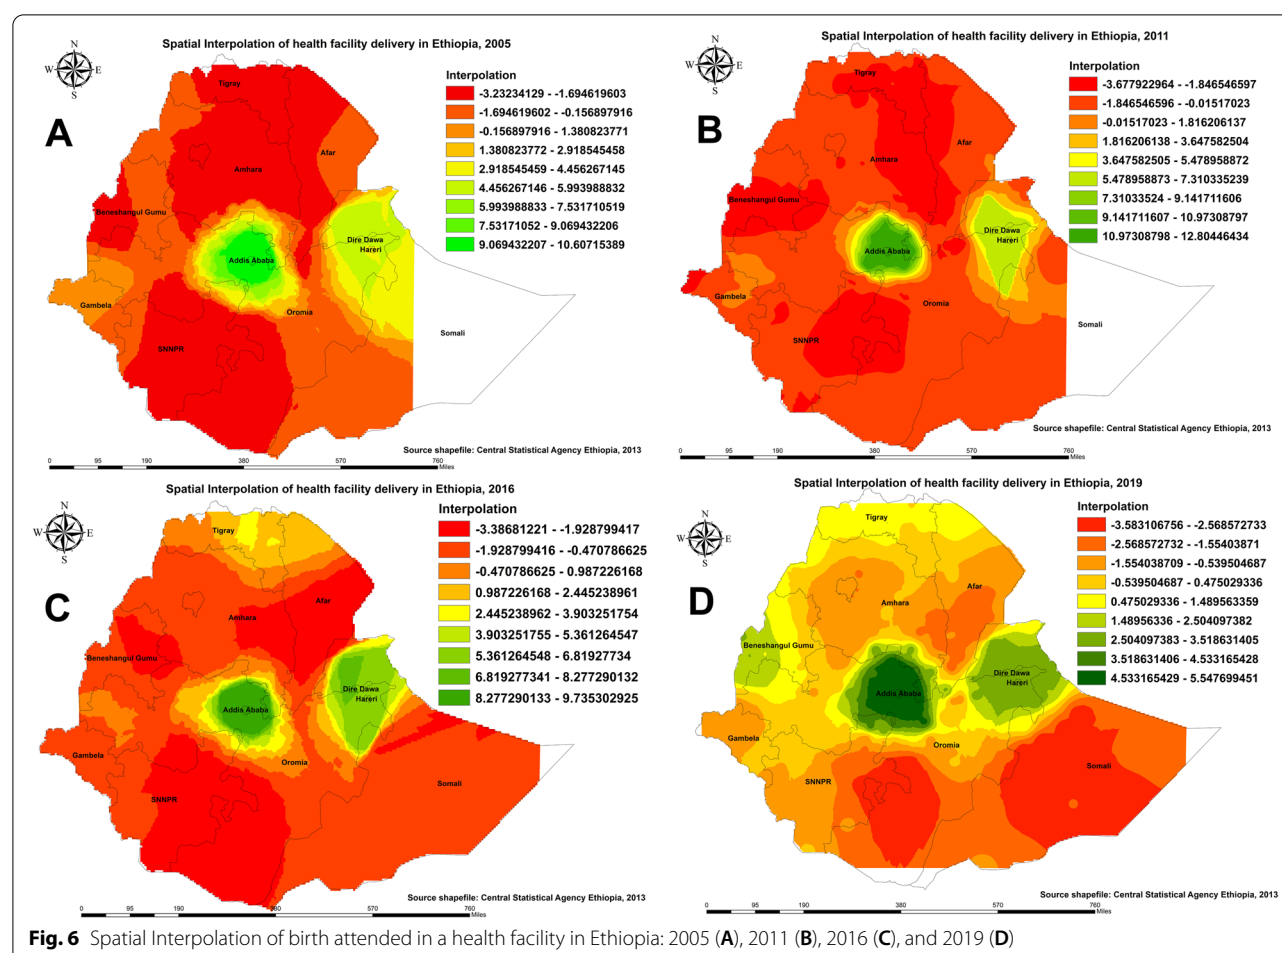 Spatial Interpolation of health facility delivery in Ethiopia, 2005
N
W E
S
A
Interpolation
-3.23234129 - -1.694619603
-1.694619602 - -0.156897916
-0.156897916 - 1.380823771
1.380823772 - 2.918545458
2.918545459 - 4.456267145
4.456267146 - 5.993988832
5.993988833 - 7.531710519
7.53171052 - 9.069432206
9.069432207 - 10.60715389
Tigray
Afar
Amhara
Beneshangul Gumu
Dire Dawa
Hareri
Addis Ababa
Gambela
Oromia
Somali
SNNPR
Source shapefile: Central Statistical Agency Ethiopia, 2013
0 95 190 380 570 760
Miles
Spatial Interpolation of health facility delivery in Ethiopia, 2011
N
W E
S
B
Interpolation
-3.677922964 - -1.846546597
-1.846546596 - -0.01517023
-0.01517023 - 1.816206137
1.816206138 - 3.647582504
3.647582505 - 5.478958872
5.478958873 - 7.310335239
7.31033524 - 9.141711606
9.141711607 - 10.97308797
10.97308798 - 12.80446434
Tigray
Afar
Amhara
Beneshangul Gumu
Dire Dawa
Hareri
Addis Ababa
Gambela
Oromia
Somali
SNNPR
Source shapefile: Central Statistical Agency Ethiopia, 2013
0 95 190 380 570 760
Miles
Spatial Interpolation of health facility delivery in Ethiopia, 2016
N
W E
S
C
Interpolation
-3.38681221 - -1.928799417
-1.928799416 - -0.470786625
-0.470786625 - 0.987226168
0.987226168 - 2.445238961
2.445238962 - 3.903251754
3.903251755 - 5.361264547
5.361264548 - 6.81927734
6.819277341 - 8.277290132
8.277290133 - 9.735302925
Tigray
Afar
Amhara
Beneshangul Gumu
Dire Dawa
Hareri
Addis Ababa
Gambela
Oromia
Somali
SNNPR
Source shapefile: Central Statistical Agency Ethiopia, 2013
0 95 190 380 570 760
Miles
Spatial Interpolation of health facility delivery in Ethiopia, 2019
N
W E
S
D
Interpolation
-3.583106756 - -2.568572733
-2.568572732 - -1.55403871
-1.554038709 - -0.539504687
-0.539504687 - 0.475029336
0.475029336 - 1.489563359
1.48956336 - 2.504097382
2.504097383 - 3.518631405
3.518631406 - 4.533165428
4.533165429 - 5.547699451
Tigray
Afar
Amhara
Beneshangul Gumu
Dire Dawa
Hareri
Addis Ababa
Gambela
Oromia
Somali
SNNPR
Source shapefile: Central Statistical Agency Ethiopia, 2013
0 95 190 380 570 760
Miles
Fig. 6 Spatial Interpolation of birth attended in a health facility in Ethiopia: 2005 (A), 2011 (B), 2016 (C), and 2019 (D)